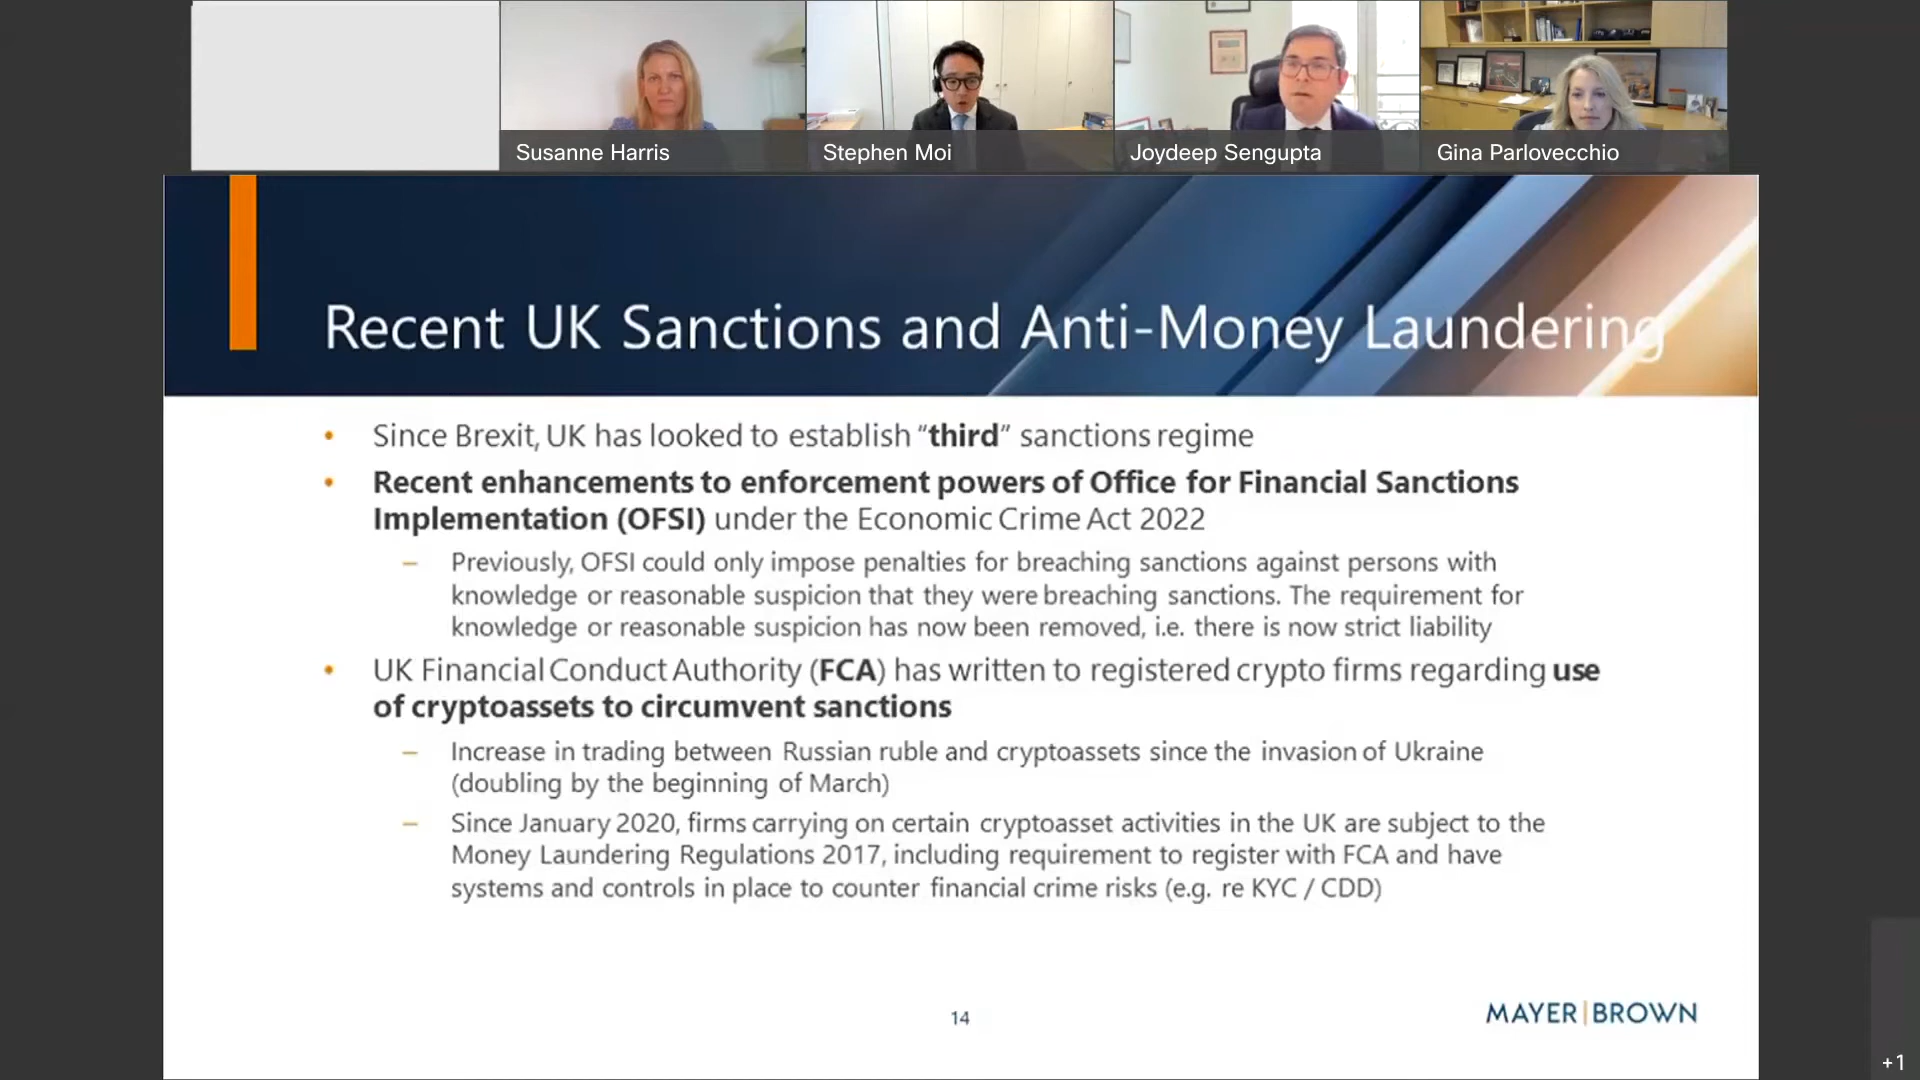 Susanne Harris
Stephen Moi
Joydeep Sengupta
Gina Parlovecchio
Recent UK Sanctions and Anti-Money Laundering
• Since Brexit, UK has looked to establish “third” sanctions regime
• Recent enhancements to enforcement powers of Office for Financial Sanctions
Implementation (OFSI) under the Economic Crime Act 2022
– Previously, OFSI could only impose penalties for breaching sanctions against persons with
knowledge or reasonable suspicion that they were breaching sanctions. The requirement for
knowledge or reasonable suspicion has now been removed, i.e. there is now strict liability
• UK Financial Conduct Authority (FCA) has written to registered crypto firms regarding use
of cryptoassets to circumvent sanctions
– Increase in trading between Russian ruble and cryptoassets since the invasion of Ukraine
(doubling by the beginning of March)
– Since January 2020, firms carrying on certain cryptoasset activities in the UK are subject to the
Money Laundering Regulations 2017, including requirement to register with FCA and have
systems and controls in place to counter financial crime risks (e.g. re KYC / CDD)
14
MAYER | BROWN
+1